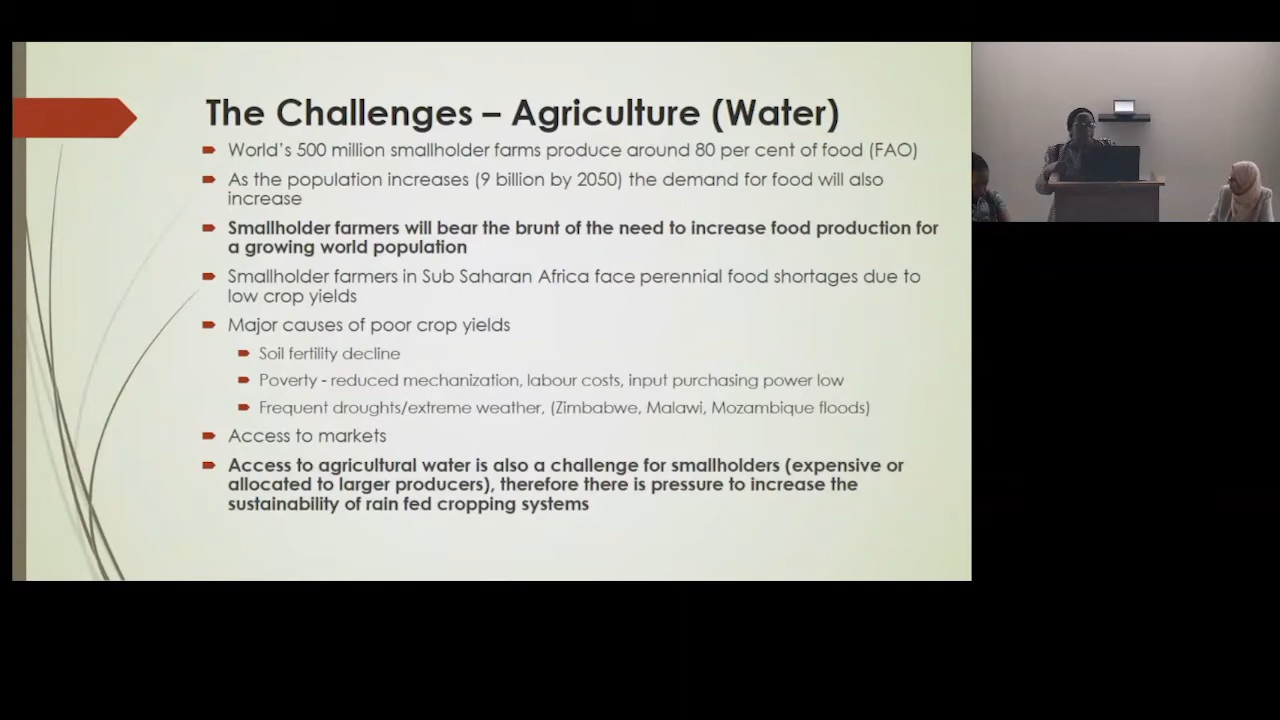 The Challenges – Agriculture (Water)
World's 500 million smallholder farms produce around 80 per cent of food (FAO)
As the population increases (9 billion by 2050) the demand for food will also
increase
Smallholder farmers will bear the brunt of the need to increase food production for
a growing world population
Smallholder farmers in Sub Saharan Africa face perennial food shortages due to
low crop yields
Major causes of poor crop yields
Soil fertility decline
Poverty - reduced mechanization, labour costs, input purchasing power low
Frequent droughts/extreme weather, (Zimbabwe, Malawi, Mozambique floods)
Access to markets
Access to agricultural water is also a challenge for smallholders (expensive or
allocated to larger producers), therefore there is pressure to increase the
sustainability of rain fed cropping systems